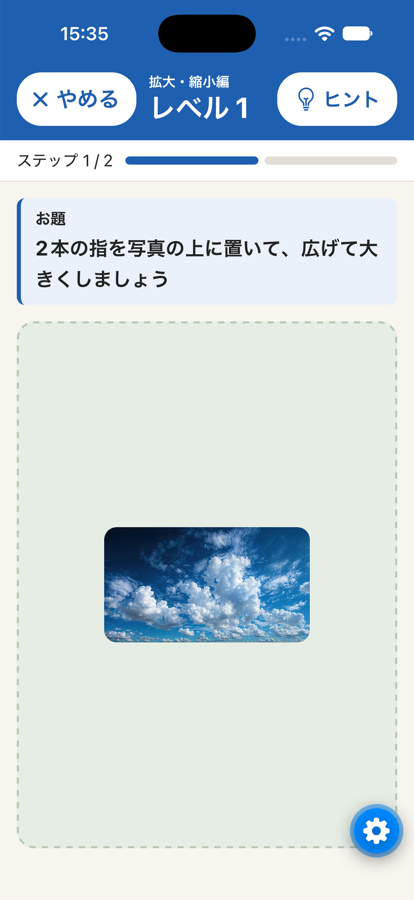 15:35
やめる
拡大・縮小編
レベル1
ヒント
ステップ 1 / 2
お題
2本の指を写真の上に置いて、広げて大
きくしましょう